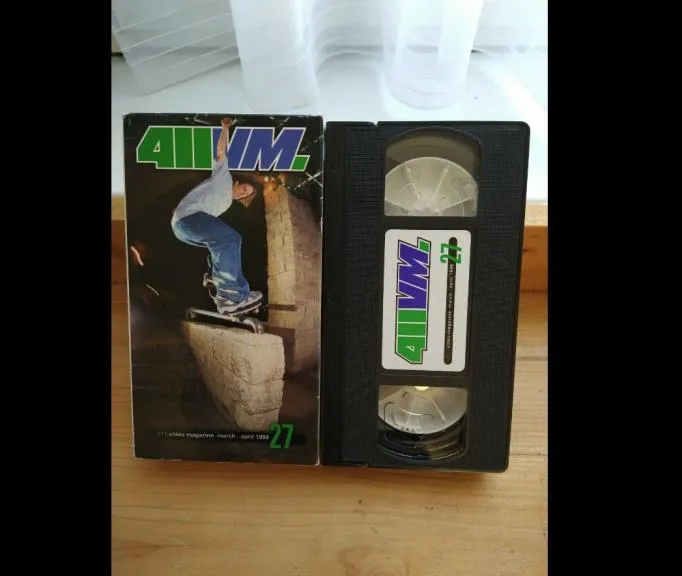 411VM.
411 video magazine march - april 1998 27
411VM.
27